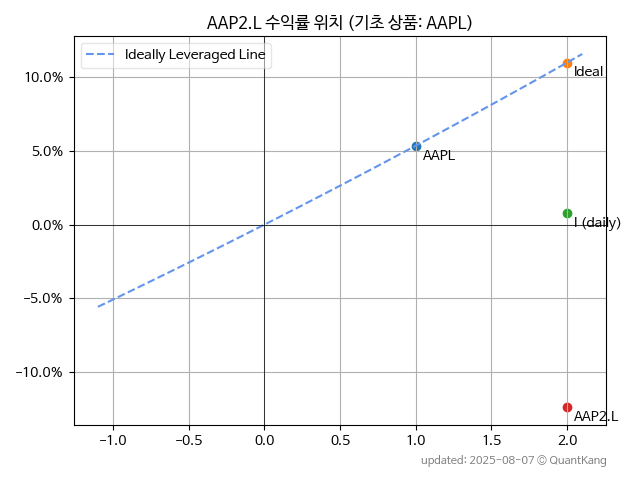 AAP2.L 수익률 위치 (기초 상품: AAPL)
Ideally Leveraged Line
10.0%
5.0%
0.0%
−5.0%
−10.0%
Ideal
AAPL
I (daily)
AAP2.L
−1.0 −0.5 0.0 0.5 1.0 1.5 2.0
updated: 2025-08-07 © QuantKang